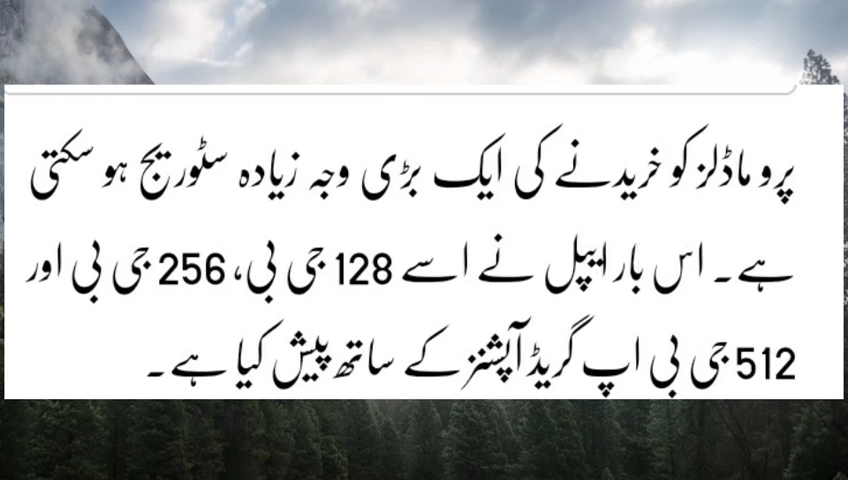 پرو ماڈلز کو خریدنے کی ایک بڑی وجہ زیادہ سٹوریج ہو سکتی
ہے۔ اس بار ایپل نے اسے 128 جی بی، 256 جی بی اور
512 جی بی اپ گریڈ آپشنز کے ساتھ پیش کیا ہے۔